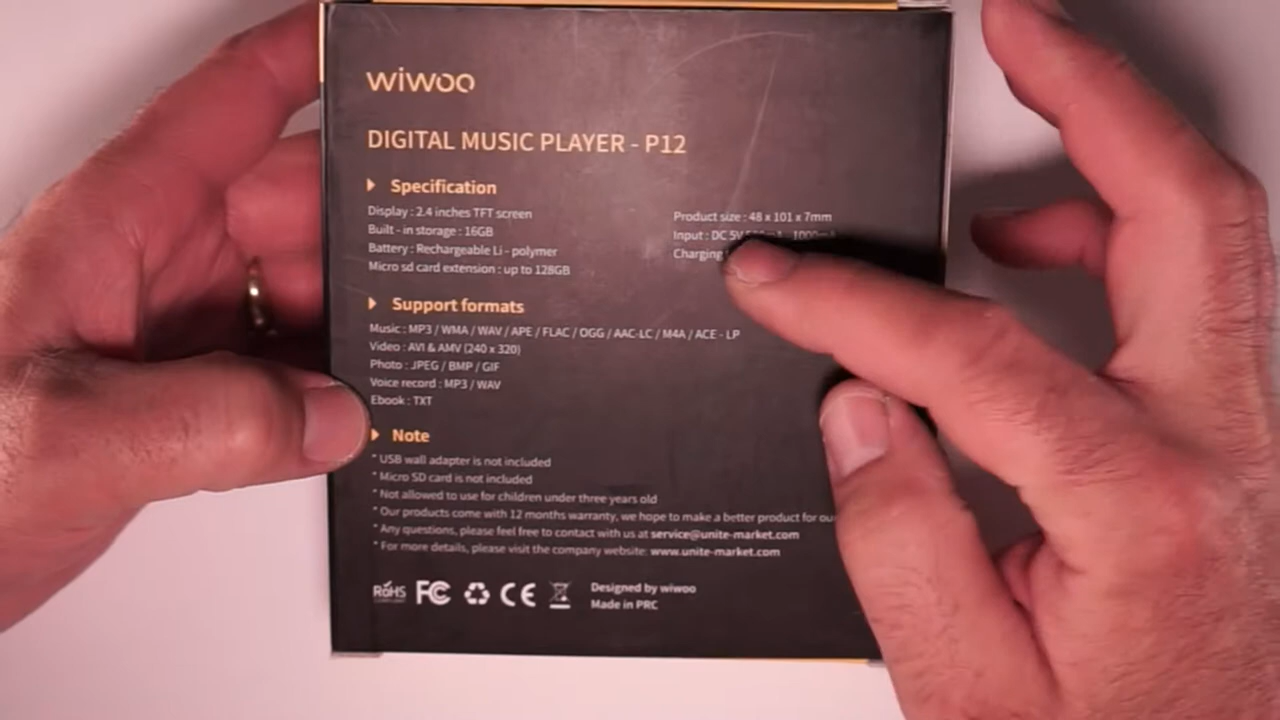 wiwoo
DIGITAL MUSIC PLAYER - P12
Specification
Display : 2.4 inches TFT screen
Built - in storage : 16GB
Battery : Rechargeable Li - polymer
Micro sd card extension : up to 128GB
Product size : 48 x 101 x 7mm
Input : DC 5V
Charging
Support formats
Music : MP3 / WMA / WAV / APE / FLAC / OGG / AAC-LC / M4A / ACE - LP
Video : AVI & AMV (240 x 320)
Photo : JPEG / BMP / GIF
Voice record : MP3 / WAV
Ebook : TXT
Note
* USB wall adapter is not included
* Micro SD card is not included
* Not allowed to use for children under three years old
* Our products come with 12 months warranty, we hope to make a better product for
* Any questions, please feel free to contact with us at service@unite-market.com
* For more details, please visit the company website: www.unite-market.com
RoHS FC CE
Designed by wiwoo
Made in PRC